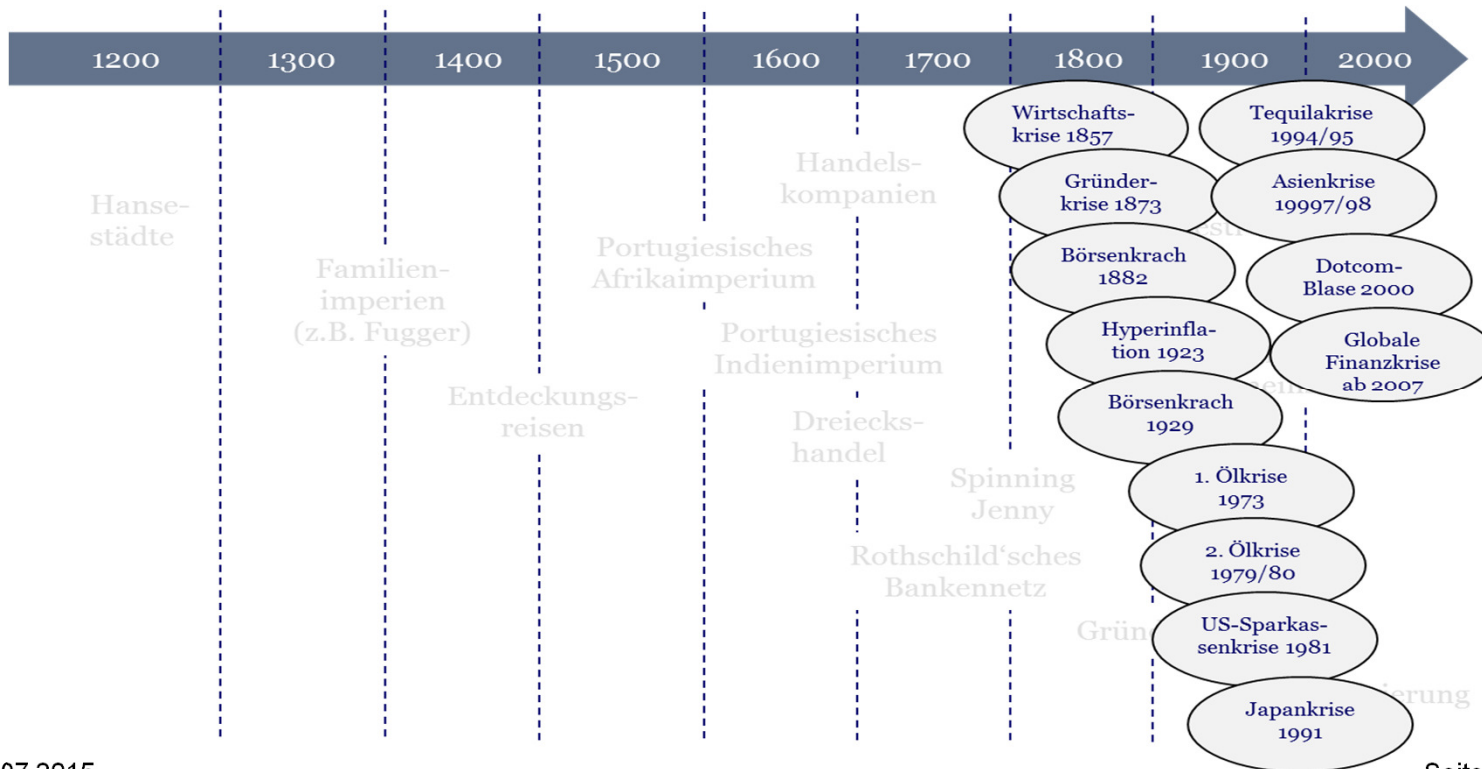 1200 1300 1400 1500 1600 1700 1800 1900 2000
Hanse-
städte
Familien-
imperien
(z.B. Fugger)
Entdeckungs-
reisen
Portugiesisches
Afrikaimperium
Portugiesisches
Indienimperium
Handels-
kompanien
Dreiecks-
handel
Spinning
Jenny
Rothschild‘sches
Bankennetz
Wirtschafts-
krise 1857
Gründer-
krise 1873
Börsenkrach
1882
Hyperinfla-
tion 1923
Börsenkrach
1929
1. Ölkrise
1973
2. Ölkrise
1979/80
US-Sparkas-
senkrise 1981
Japankrise
1991
Tequilakrise
1994/95
Asienkrise
19997/98
Dotcom-
Blase 2000
Globale
Finanzkrise
ab 2007